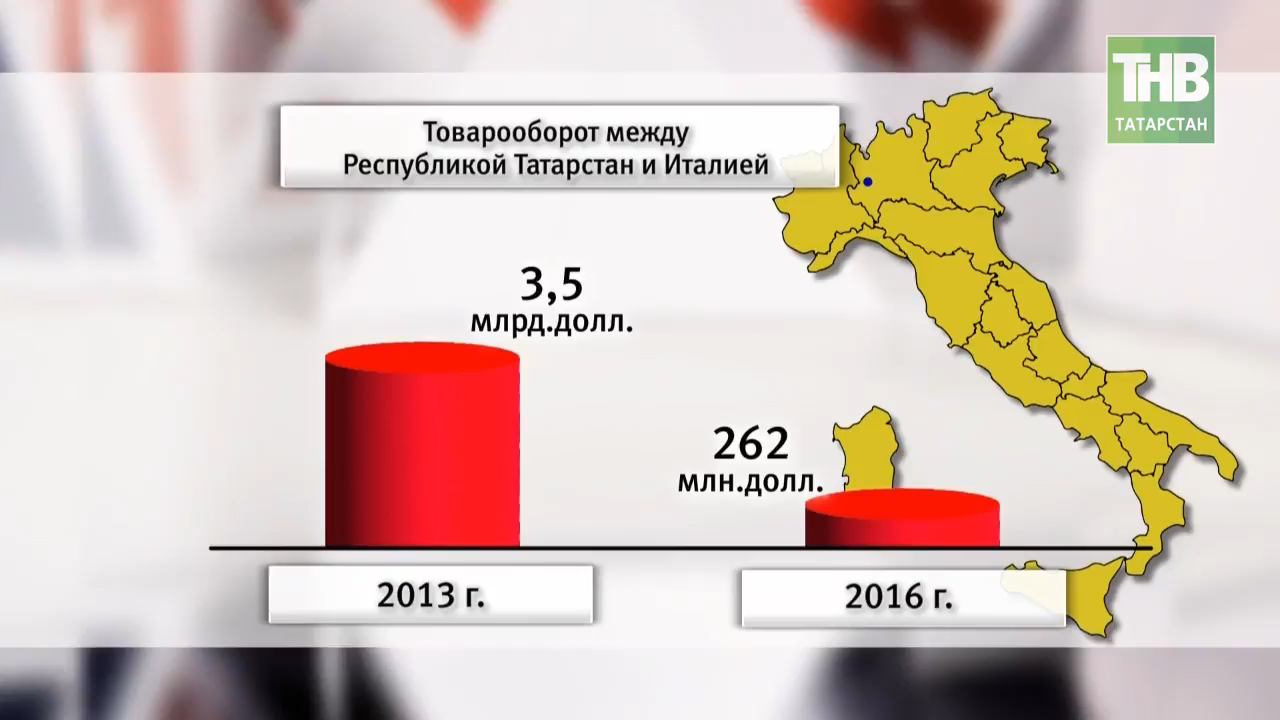 ТНВ
ТАТАРСТАН
Товарооборот между
Республикой Татарстан и Италией
3,5
млрд.долл.
262
млн.долл.
2013 г.
2016 г.